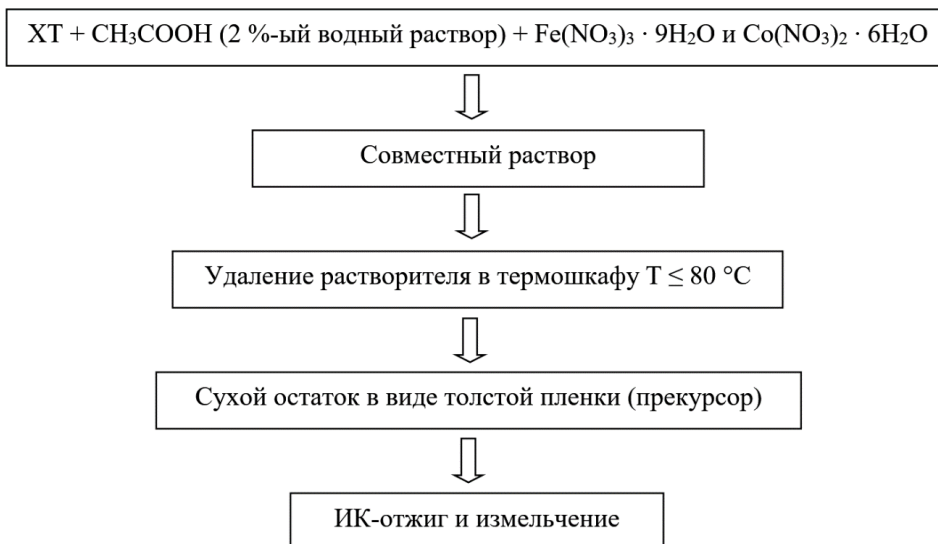 ХТ + CH₃COOH (2 %-ый водный раствор) + Fe(NO₃)₃ · 9H₂O и Co(NO₃)₂ · 6H₂O
Совместный раствор
Удаление растворителя в термошкафу T ≤ 80 °C
Сухой остаток в виде толстой пленки (прекурсор)
ИК-отжиг и измельчение